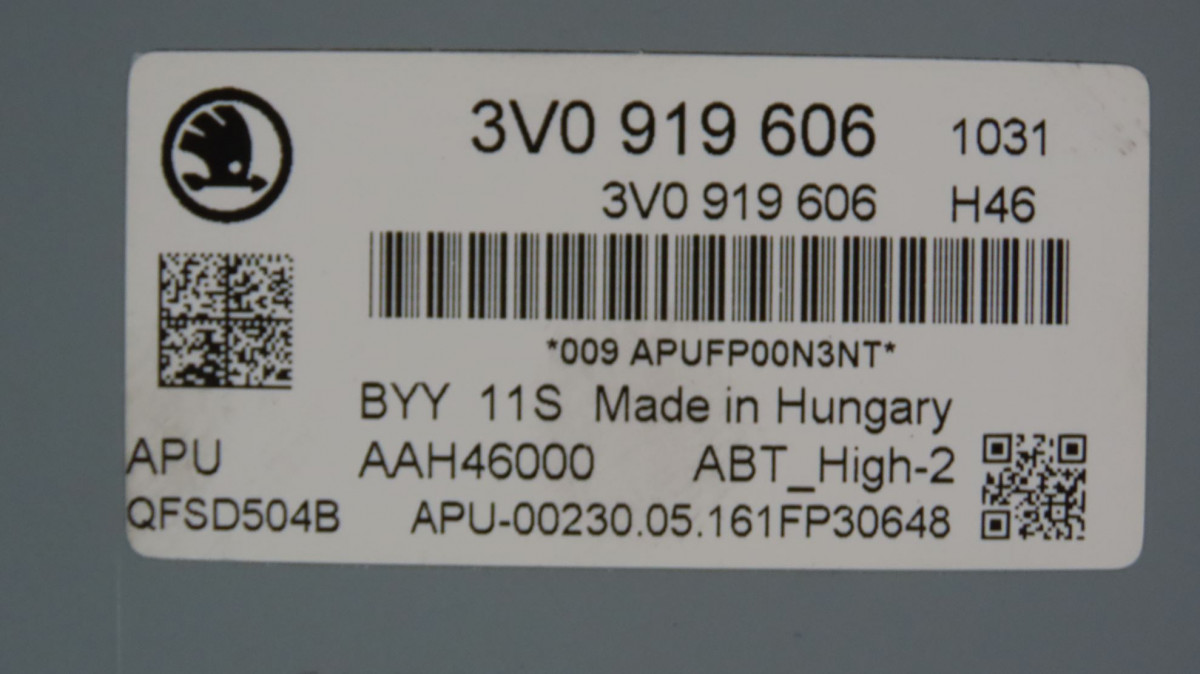 3V0 919 606 1031
3V0 919 606 H46
*009 APUFP00N3NT*
BYY 11S Made in Hungary
APU AAH46000 ABT_High-2
QFSD504B APU-00230.05.161FP30648